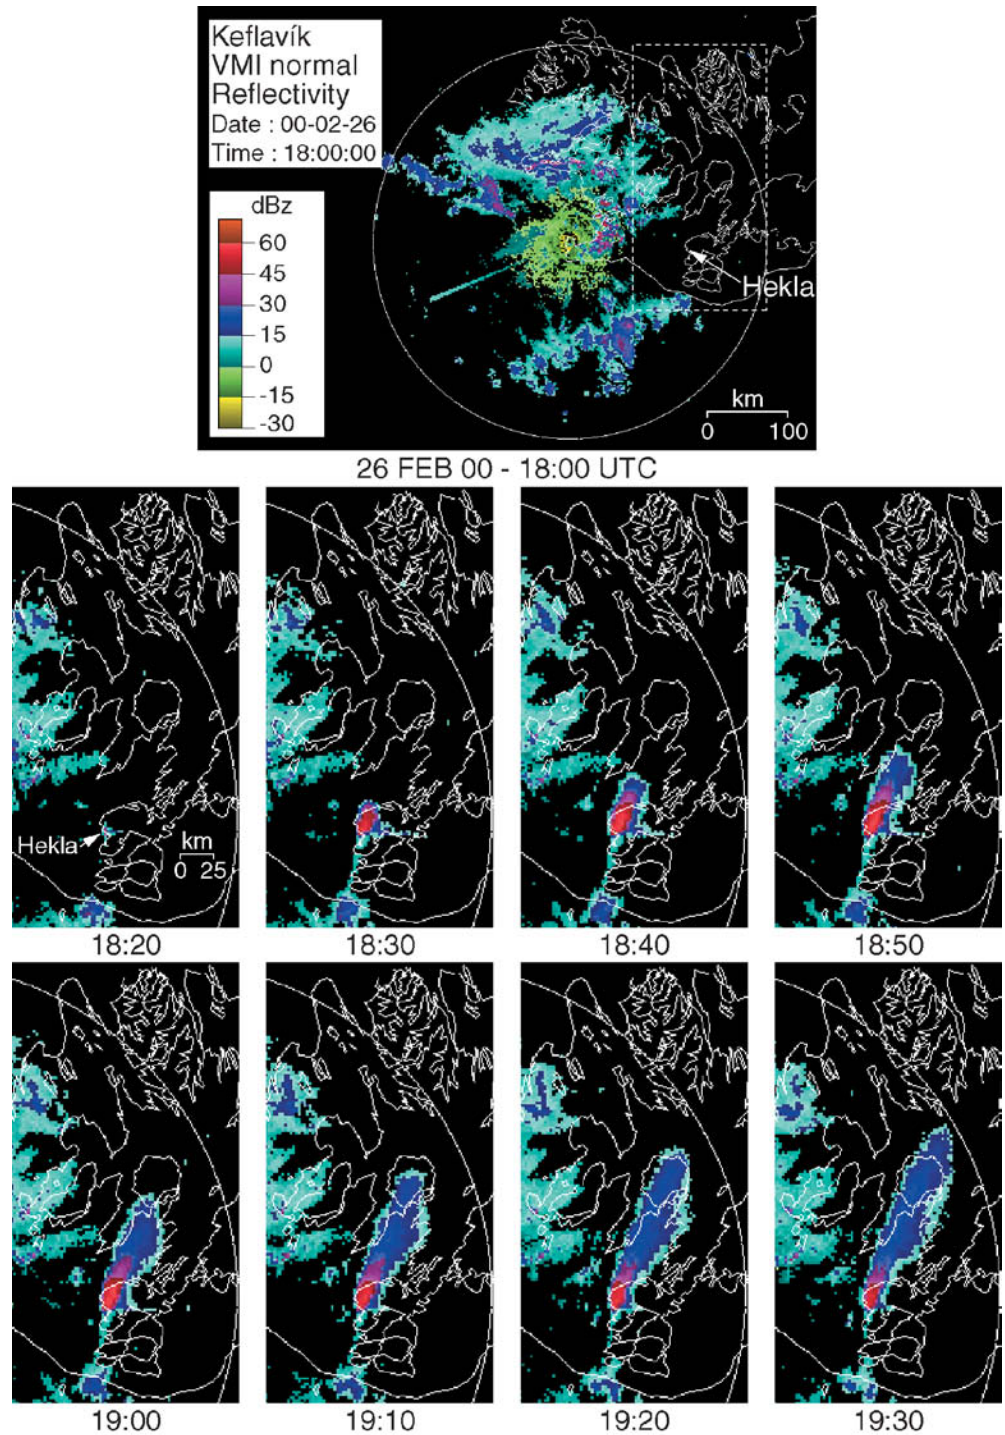 Keflavík
VMI normal
Reflectivity
Date : 00-02-26
Time : 18:00:00
dBz
60
45
30
15
0
-15
-30
Hekla
km
0 100
26 FEB 00 - 18:00 UTC
Hekla
km
0 25
18:20
18:30
18:40
18:50
19:00
19:10
19:20
19:30